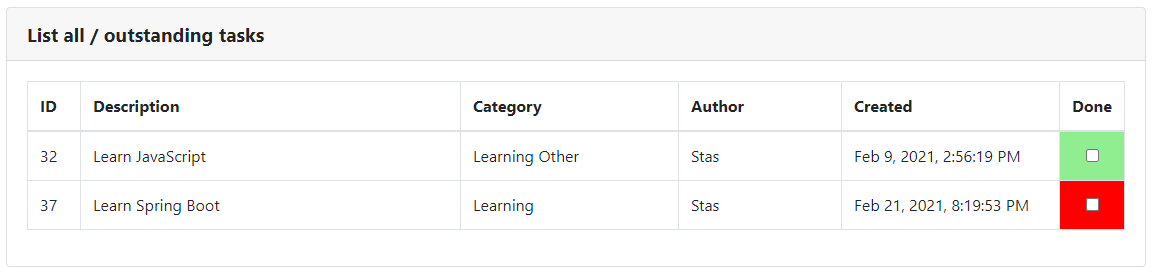 List all / outstanding tasks
ID Description Category Author Created Done
32 Learn JavaScript Learning Other Stas Feb 9, 2021, 2:56:19 PM
37 Learn Spring Boot Learning Stas Feb 21, 2021, 8:19:53 PM